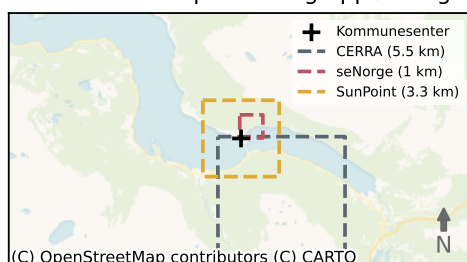 Kommunesenter
CERRA (5.5 km)
seNorge (1 km)
SunPoint (3.3 km)
N
(C) OpenStreetMap contributors (C) CARTO